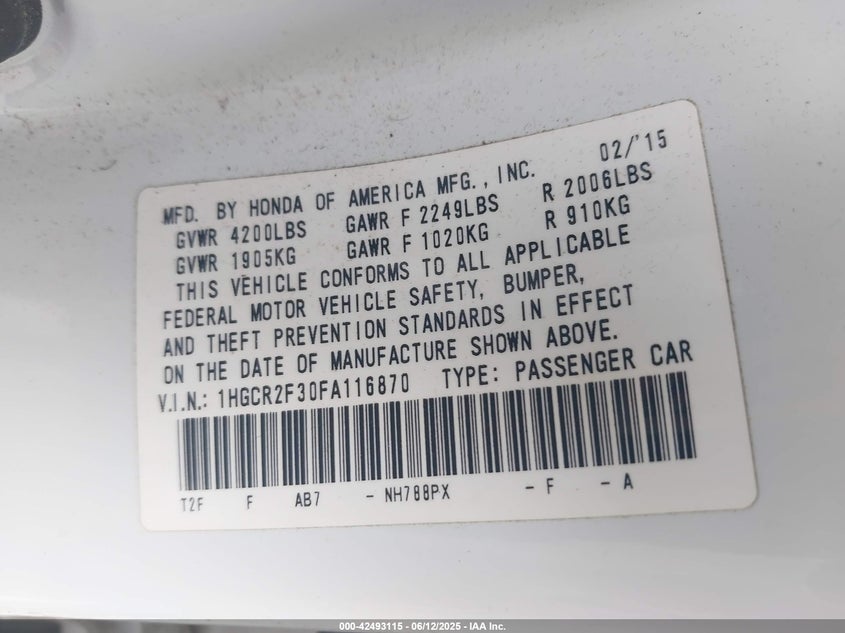 MFD. BY HONDA OF AMERICA MFG., INC. 02/'15
GVWR 4200LBS GAWR F 2249LBS R 2006LBS
GVWR 1905KG GAWR F 1020KG R 910KG
THIS VEHICLE CONFORMS TO ALL APPLICABLE
FEDERAL MOTOR VEHICLE SAFETY, BUMPER,
AND THEFT PREVENTION STANDARDS IN EFFECT
ON THE DATE OF MANUFACTURE SHOWN ABOVE.
V.I.N.: 1HGCR2F30FA116870 TYPE: PASSENGER CAR
T2F F AB7 - NH788PX - F - A
000-42493115 - 06/12/2025 - IAA Inc.